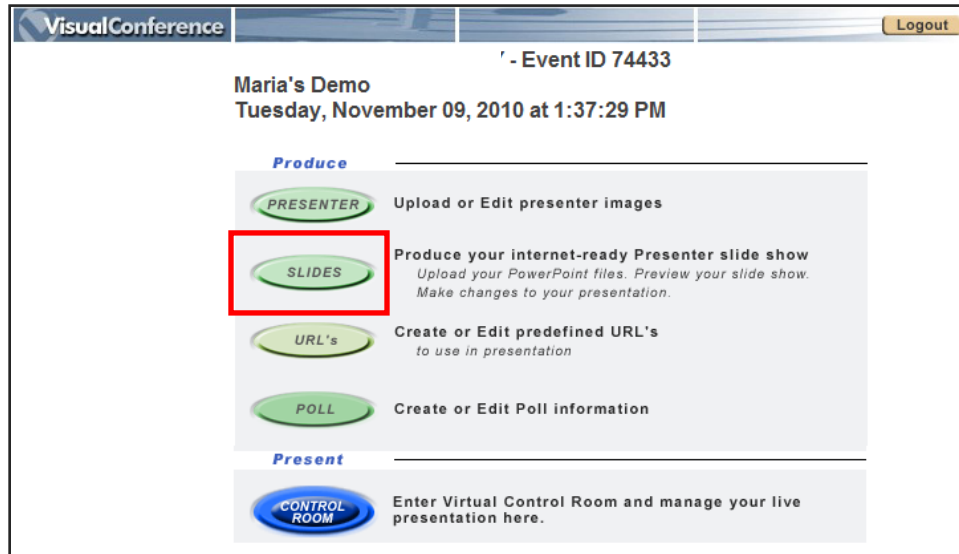 VisualConference
Logout
- Event ID 74433
Maria's Demo
Tuesday, November 09, 2010 at 1:37:29 PM
Produce
PRESENTER
Upload or Edit presenter images
SLIDES
Produce your internet-ready Presenter slide show
Upload your PowerPoint files. Preview your slide show.
Make changes to your presentation.
URL's
Create or Edit predefined URL's
to use in presentation
POLL
Create or Edit Poll information
Present
CONTROL
ROOM
Enter Virtual Control Room and manage your live
presentation here.